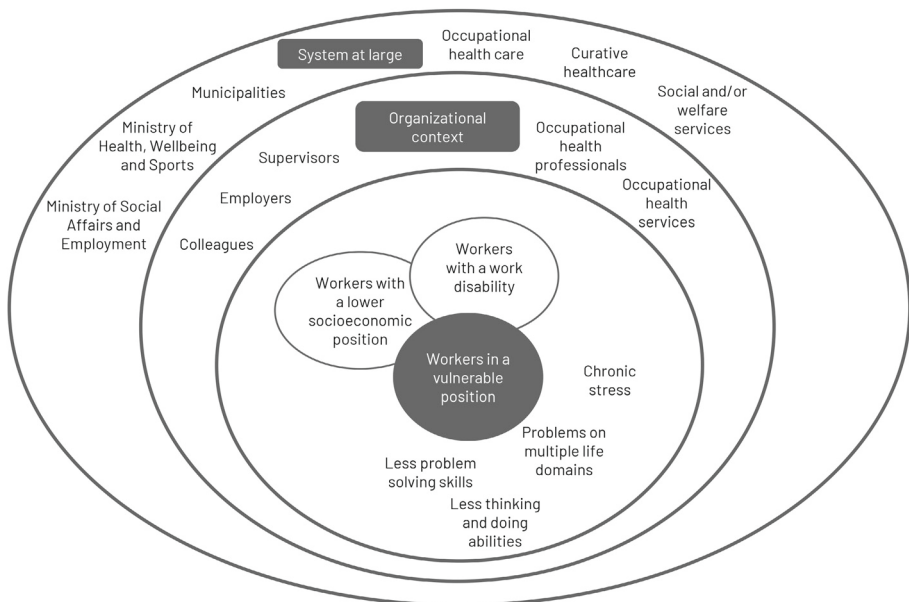 System at large
Occupational
health care
Curative
healthcare
Social and/or
welfare
services
Municipalities
Ministry of
Health, Wellbeing
and Sports
Ministry of Social
Affairs and
Employment
Organizational
context
Supervisors
Employers
Colleagues
Occupational
health
professionals
Occupational
health
services
Workers
with a work
disability
Workers with
a lower
socioeconomic
position
Workers in a
vulnerable
position
Chronic
stress
Problems on
multiple life
domains
Less problem
solving skills
Less thinking
and doing
abilities